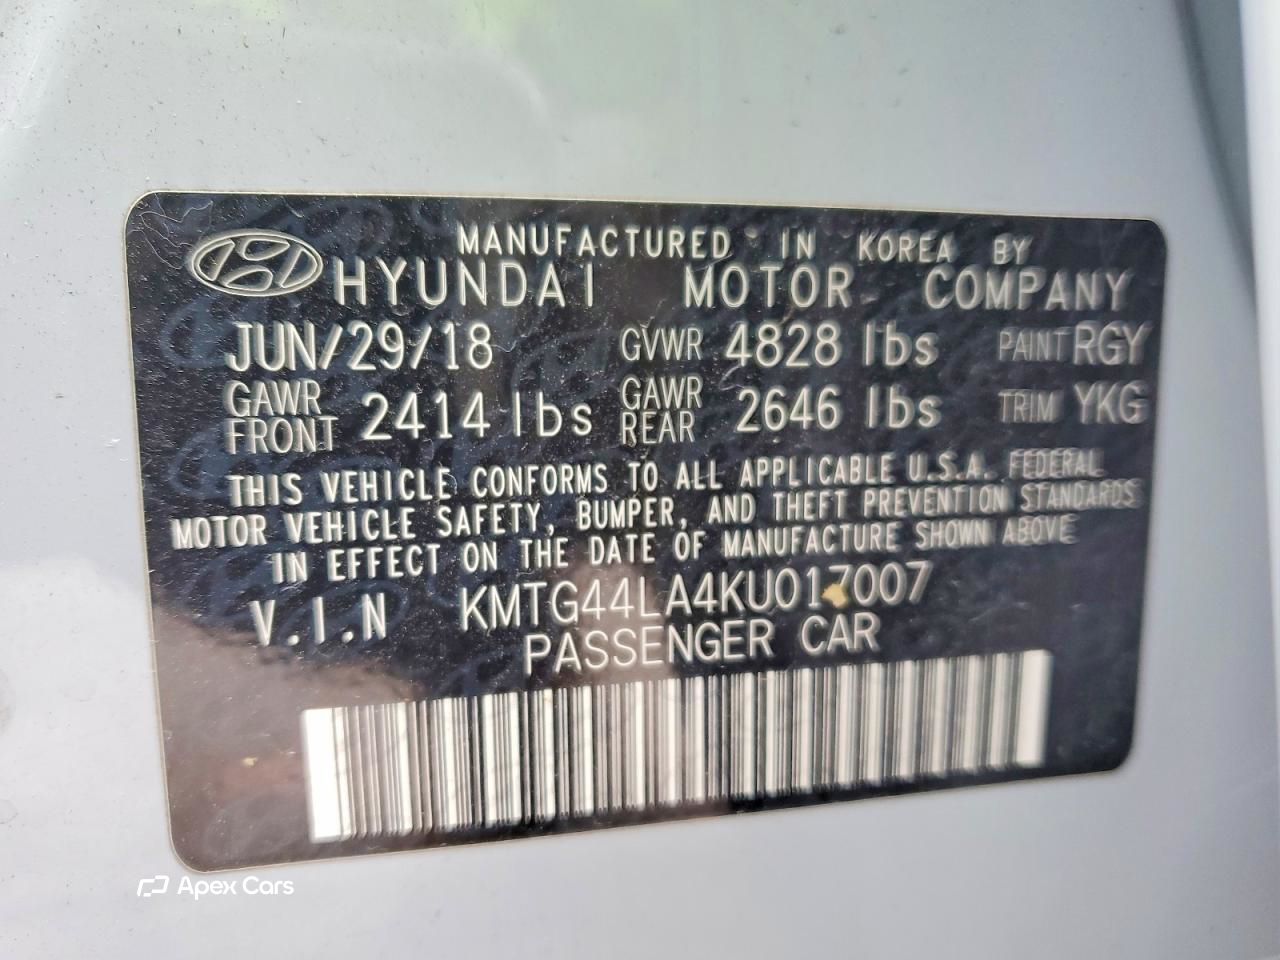 MANUFACTURED IN KOREA BY
HYUNDAI MOTOR COMPANY
JUN/29/18 GVWR 4828 lbs PAINT RGY
GAWR FRONT 2414 lbs GAWR REAR 2646 lbs TRIM YKG
THIS VEHICLE CONFORMS TO ALL APPLICABLE U.S.A. FEDERAL
MOTOR VEHICLE SAFETY, BUMPER, AND THEFT PREVENTION STANDARDS
IN EFFECT ON THE DATE OF MANUFACTURE SHOWN ABOVE
V.I.N KMTG44LA4KU017007
PASSENGER CAR
Apex Cars